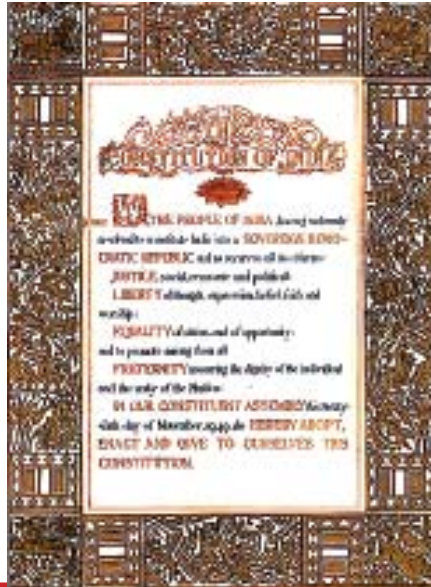 CONSTITUTION OF INDIA
WE, THE PEOPLE OF INDIA, having solemnly
resolved to constitute India into a SOVEREIGN DEMO-
CRATIC REPUBLIC and to secure to all its citizens:
JUSTICE, social, economic and political;
LIBERTY of thought, expression, belief, faith and
worship;
EQUALITY of status and of opportunity;
and to promote among them all
FRATERNITY assuring the dignity of the individual
and the unity of the Nation;
IN OUR CONSTITUENT ASSEMBLY this twenty-
sixth day of November, 1949, do HEREBY ADOPT,
ENACT AND GIVE TO OURSELVES THIS
CONSTITUTION.